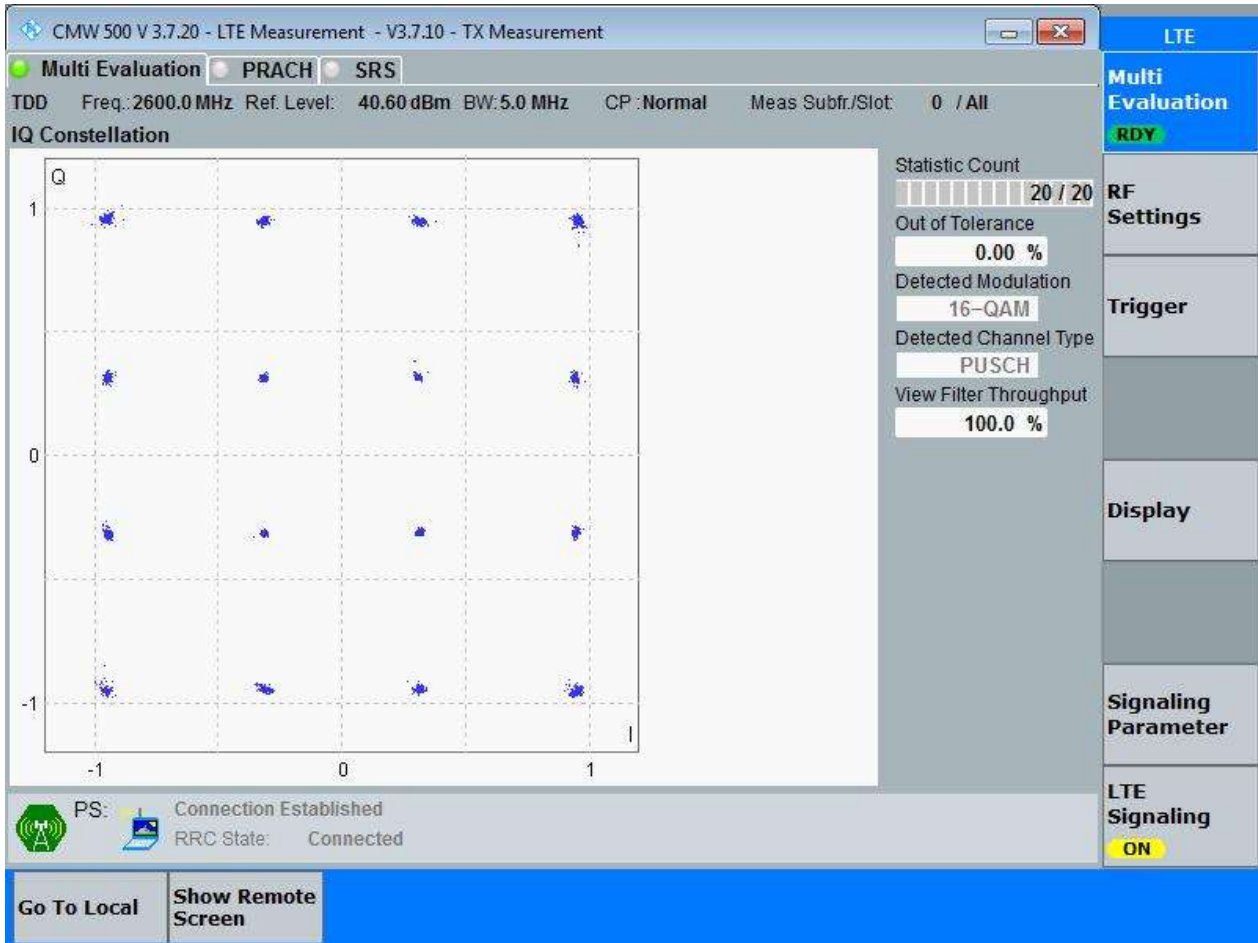 CMW 500 V 3.7.20 - LTE Measurement - V3.7.10 - TX Measurement
Multi Evaluation PRACH SRS
TDD Freq.: 2600.0 MHz Ref. Level: 40.60 dBm BW: 5.0 MHz CP : Normal Meas Subfr./Slot: 0 / All
IQ Constellation
Q
1
0
-1
-1 0 1
I
Statistic Count
20 / 20
Out of Tolerance
0.00 %
Detected Modulation
16-QAM
Detected Channel Type
PUSCH
View Filter Throughput
100.0 %
PS: Connection Established
RRC State: Connected
LTE
Multi
Evaluation
RDY
RF
Settings
Trigger
Display
Signaling
Parameter
LTE
Signaling
ON
Go To Local
Show Remote
Screen